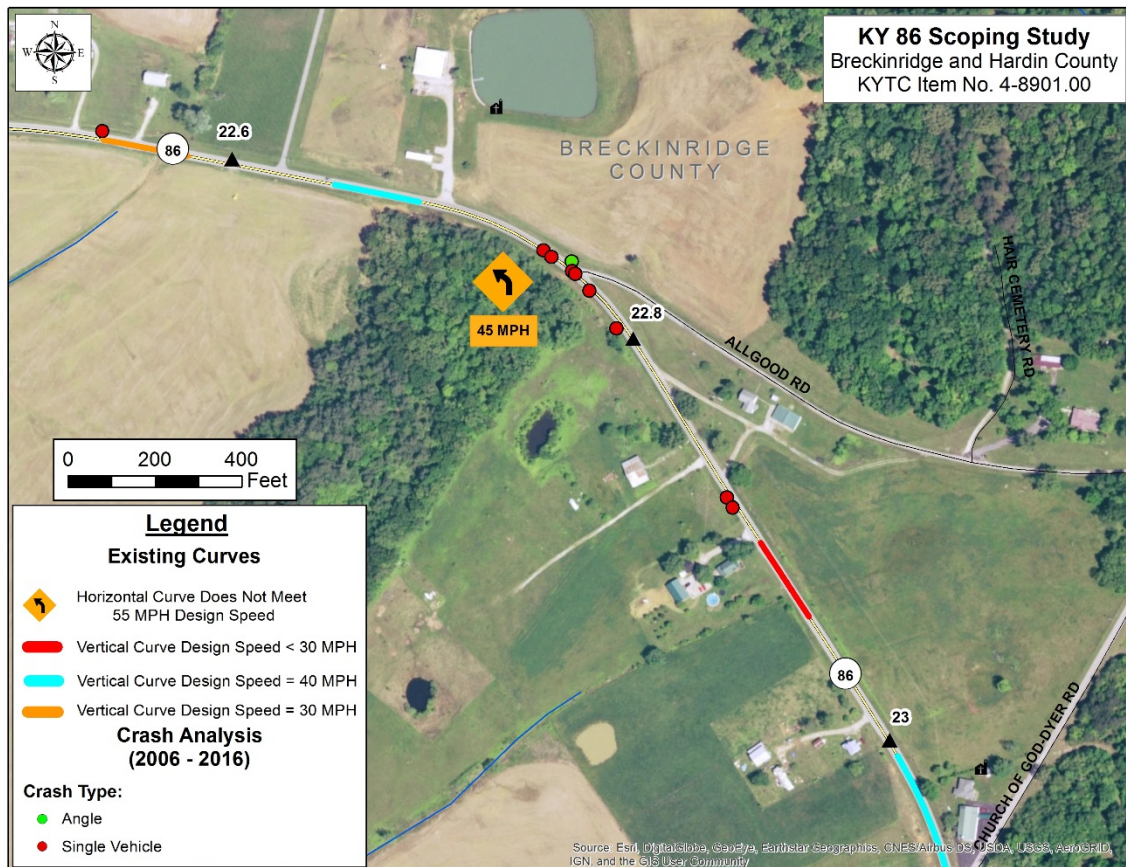 N
W E
S
KY 86 Scoping Study
Breckinridge and Hardin County
KYTC Item No. 4-8901.00
86
22.6
BRECKINRIDGE
COUNTY
HAIR CEMETERY RD
45 MPH
22.8
ALLGOOD RD
0 200 400
Feet
86
23
CHURCH OF GOD-DYER RD
Legend
Existing Curves
Horizontal Curve Does Not Meet
55 MPH Design Speed
Vertical Curve Design Speed < 30 MPH
Vertical Curve Design Speed = 40 MPH
Vertical Curve Design Speed = 30 MPH
Crash Analysis
(2006 - 2016)
Crash Type:
Angle
Single Vehicle
Source: Esri, DigitalGlobe, GeoEye, Earthstar Geographics, CNES/Airbus DS, USDA, USGS, AeroGRID,
IGN, and the GIS User Community